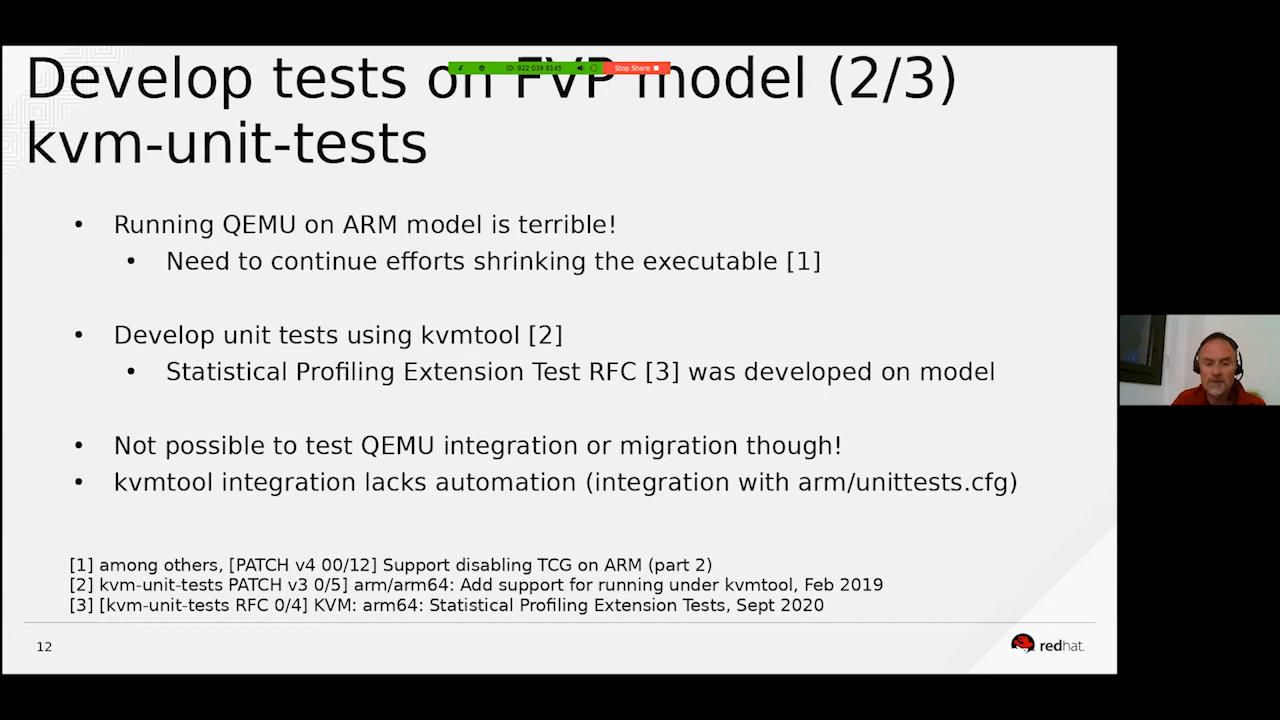 Develop tests on FVP model (2/3)
ID: 922 039 8145
Stop Share
kvm-unit-tests
• Running QEMU on ARM model is terrible!
• Need to continue efforts shrinking the executable [1]
• Develop unit tests using kvmtool [2]
• Statistical Profiling Extension Test RFC [3] was developed on model
• Not possible to test QEMU integration or migration though!
• kvmtool integration lacks automation (integration with arm/unittests.cfg)
[1] among others, [PATCH v4 00/12] Support disabling TCG on ARM (part 2)
[2] kvm-unit-tests PATCH v3 0/5] arm/arm64: Add support for running under kvmtool, Feb 2019
[3] [kvm-unit-tests RFC 0/4] KVM: arm64: Statistical Profiling Extension Tests, Sept 2020
12
redhat.